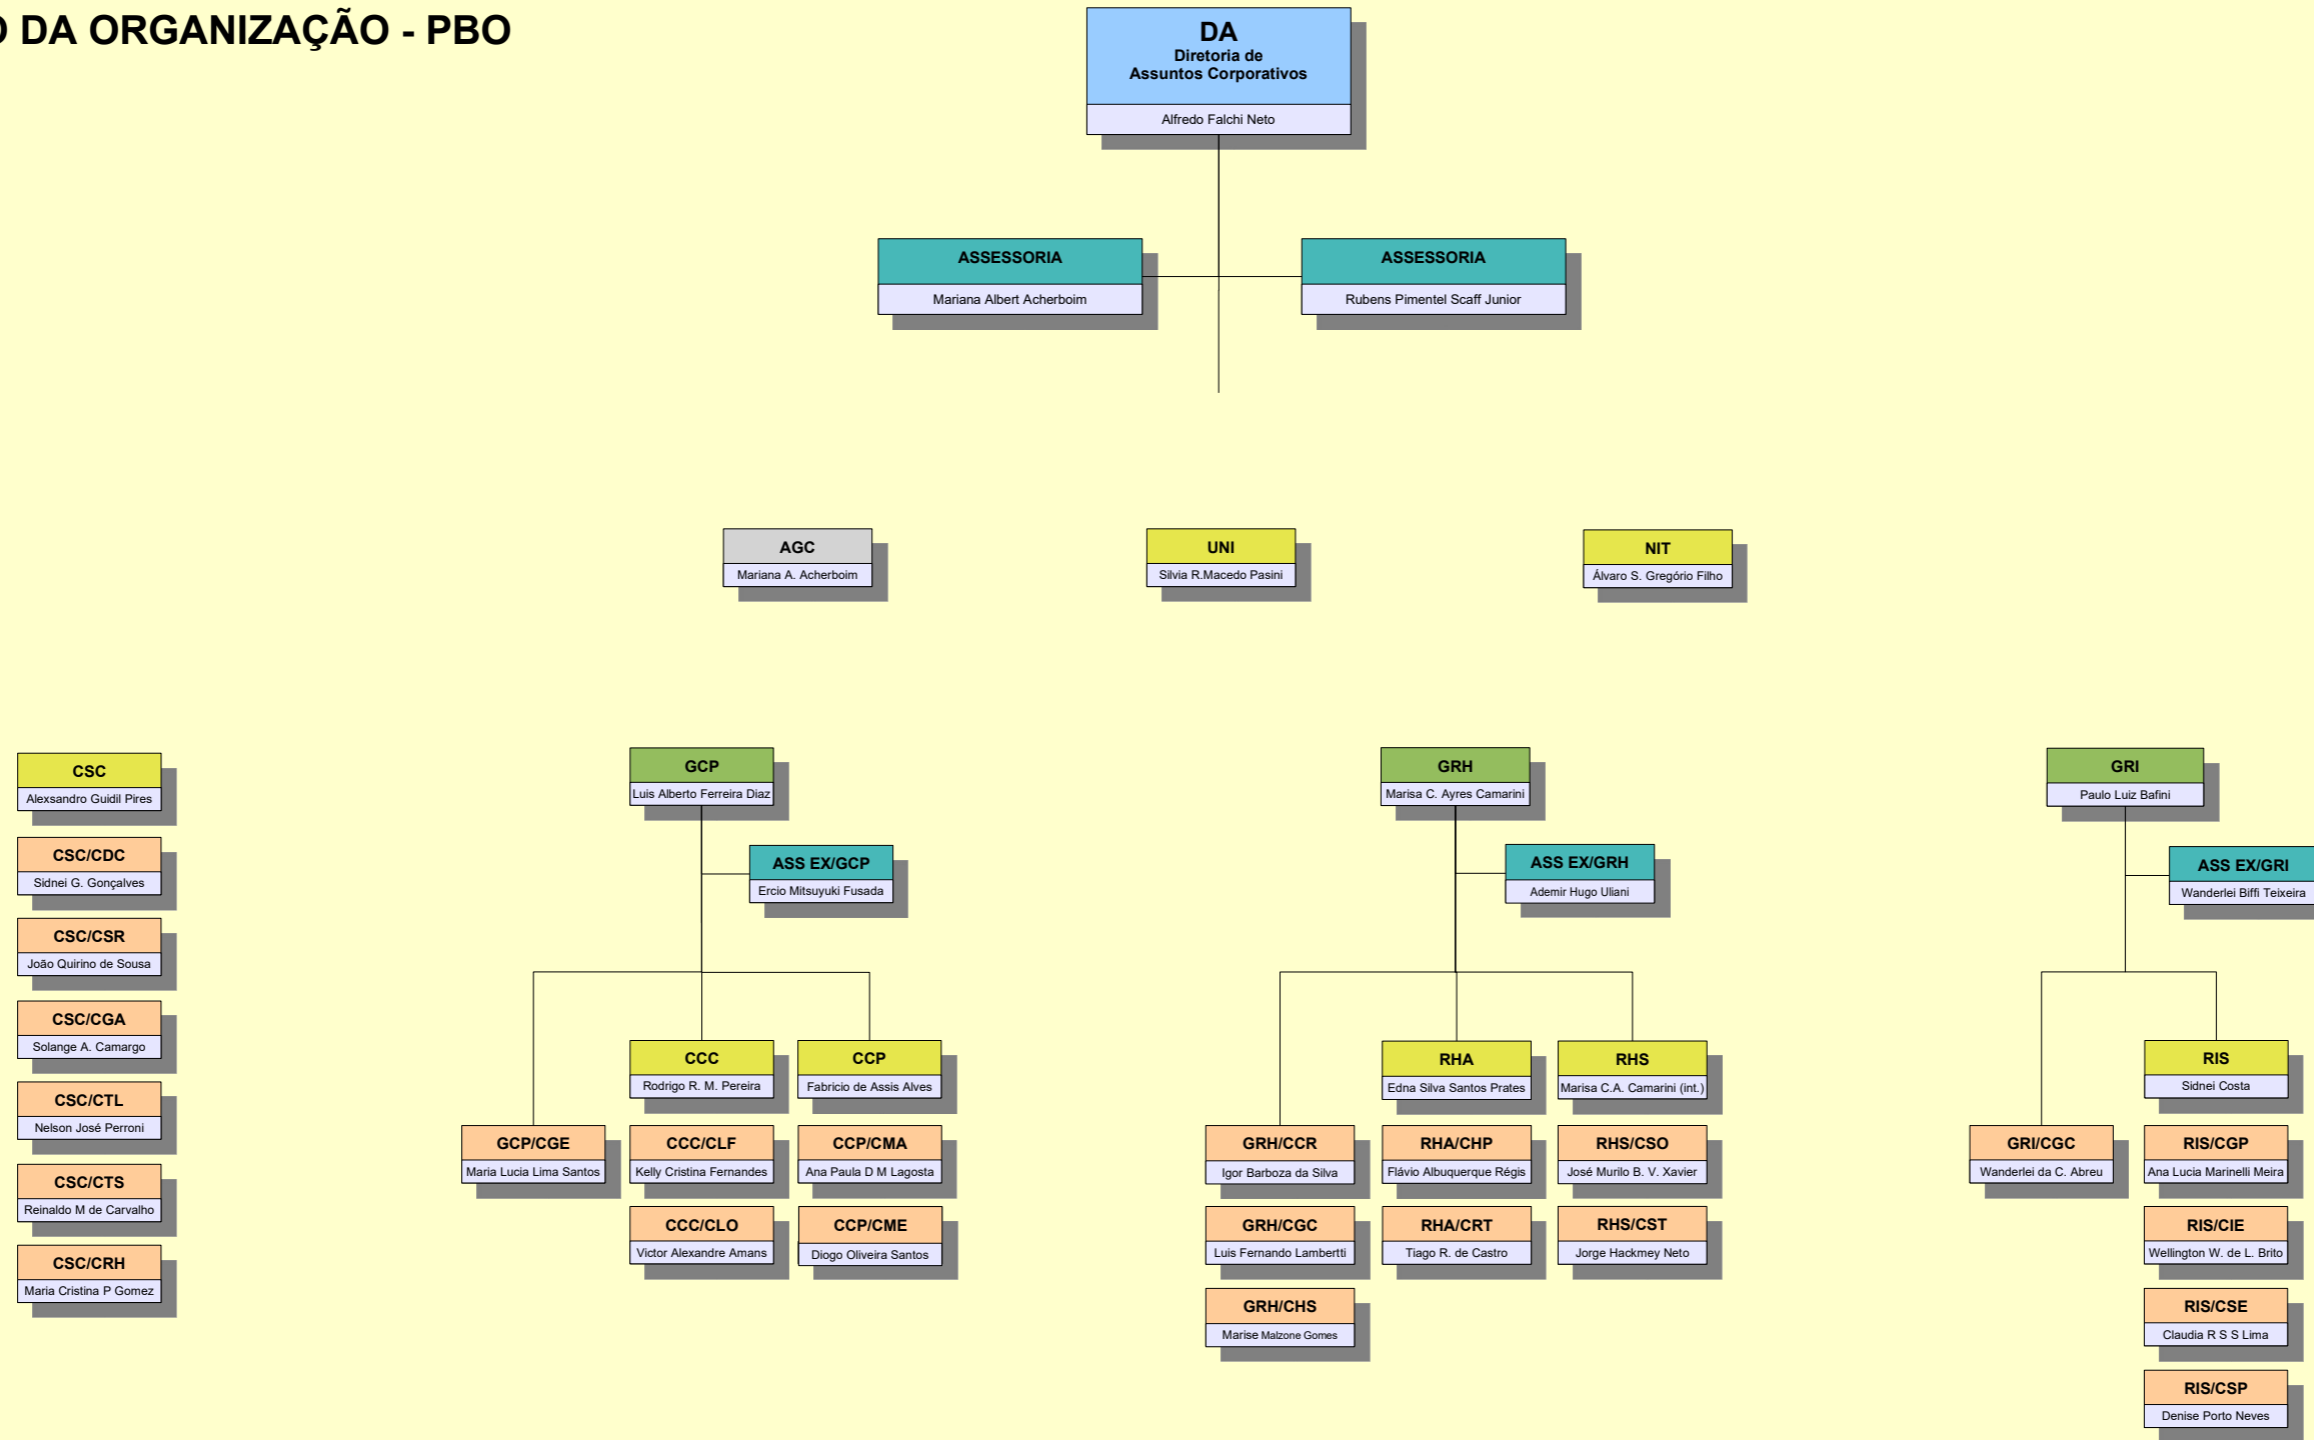 O DA ORGANIZAÇÃO - PBO
DA
Diretoria de
Assuntos Corporativos
Alfredo Falchi Neto
ASSESSORIA
Mariana Albert Acherboim
ASSESSORIA
Rubens Pimentel Scaff Junior
AGC
Mariana A. Acherboim
UNI
Silvia R.Macedo Pasini
NIT
Álvaro S. Gregório Filho
CSC
Alexsandro Guidil Pires
CSC/CDC
Sidnei G. Gonçalves
CSC/CSR
João Quirino de Sousa
CSC/CGA
Solange A. Camargo
CSC/CTL
Nelson José Perroni
CSC/CTS
Reinaldo M de Carvalho
CSC/CRH
Maria Cristina P Gomez
GCP
Luis Alberto Ferreira Diaz
ASS EX/GCP
Ercio Mitsuyuki Fusada
GCP/CGE
Maria Lucia Lima Santos
CCC
Rodrigo R. M. Pereira
CCC/CLF
Kelly Cristina Fernandes
CCC/CLO
Victor Alexandre Amans
CCP
Fabricio de Assis Alves
CCP/CMA
Ana Paula D M Lagosta
CCP/CME
Diogo Oliveira Santos
GRH
Marisa C. Ayres Camarini
ASS EX/GRH
Ademir Hugo Uliani
GRH/CCR
Igor Barboza da Silva
GRH/CGC
Luis Fernando Lambertti
GRH/CHS
Marise Malzone Gomes
RHA
Edna Silva Santos Prates
RHA/CHP
Flávio Albuquerque Régis
RHA/CRT
Tiago R. de Castro
RHS
Marisa C.A. Camarini (int.)
RHS/CSO
José Murilo B. V. Xavier
RHS/CST
Jorge Hackmey Neto
GRI
Paulo Luiz Bafini
ASS EX/GRI
Wanderlei Biffi Teixeira
GRI/CGC
Wanderlei da C. Abreu
RIS
Sidnei Costa
RIS/CGP
Ana Lucia Marinelli Meira
RIS/CIE
Wellington W. de L. Brito
RIS/CSE
Claudia R S S Lima
RIS/CSP
Denise Porto Neves